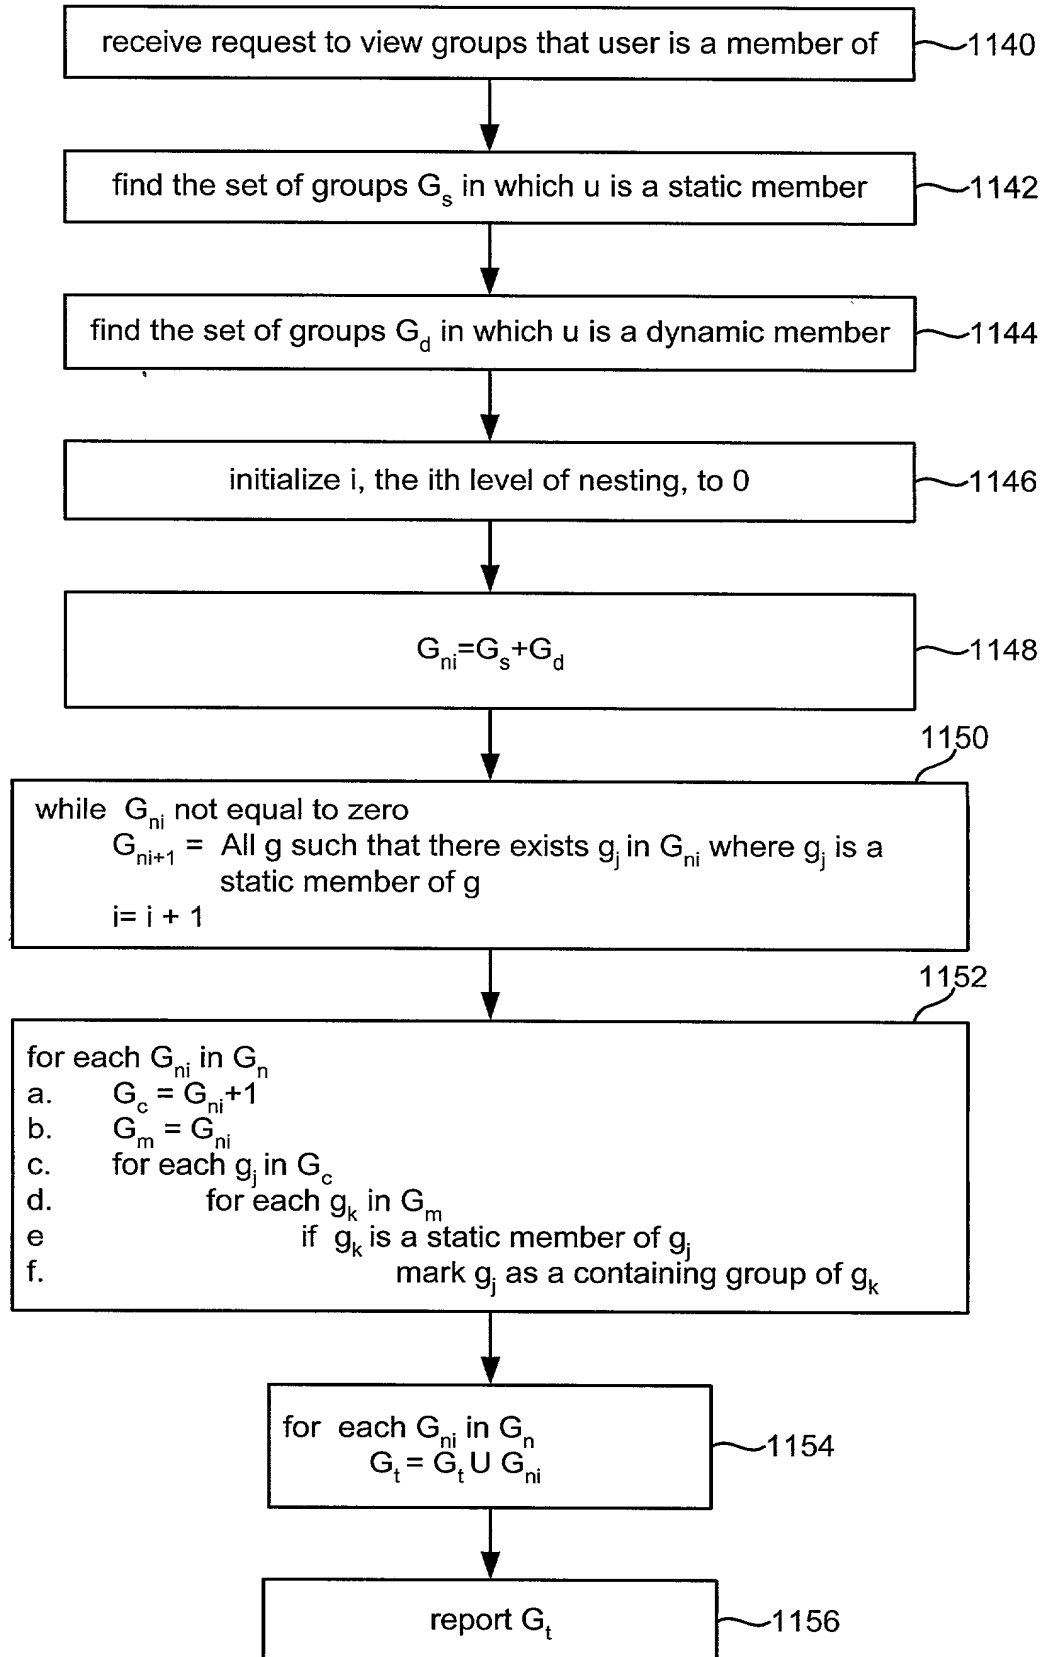 receive request to view groups that user is a member of
1140
find the set of groups Gs in which u is a static member
1142
find the set of groups Gd in which u is a dynamic member
1144
initialize i, the ith level of nesting, to 0
1146
Gni=Gs+Gd
1148
1150
while Gni not equal to zero
Gni+1 = All g such that there exists gj in Gni where gj is a
static member of g
i= i + 1
1152
for each Gni in Gn
a. Gc = Gni+1
b. Gm = Gni
c. for each gj in Gc
d. for each gk in Gm
e if gk is a static member of gj
f. mark gj as a containing group of gk
for each Gni in Gn
Gt = Gt U Gni
1154
report Gt
1156